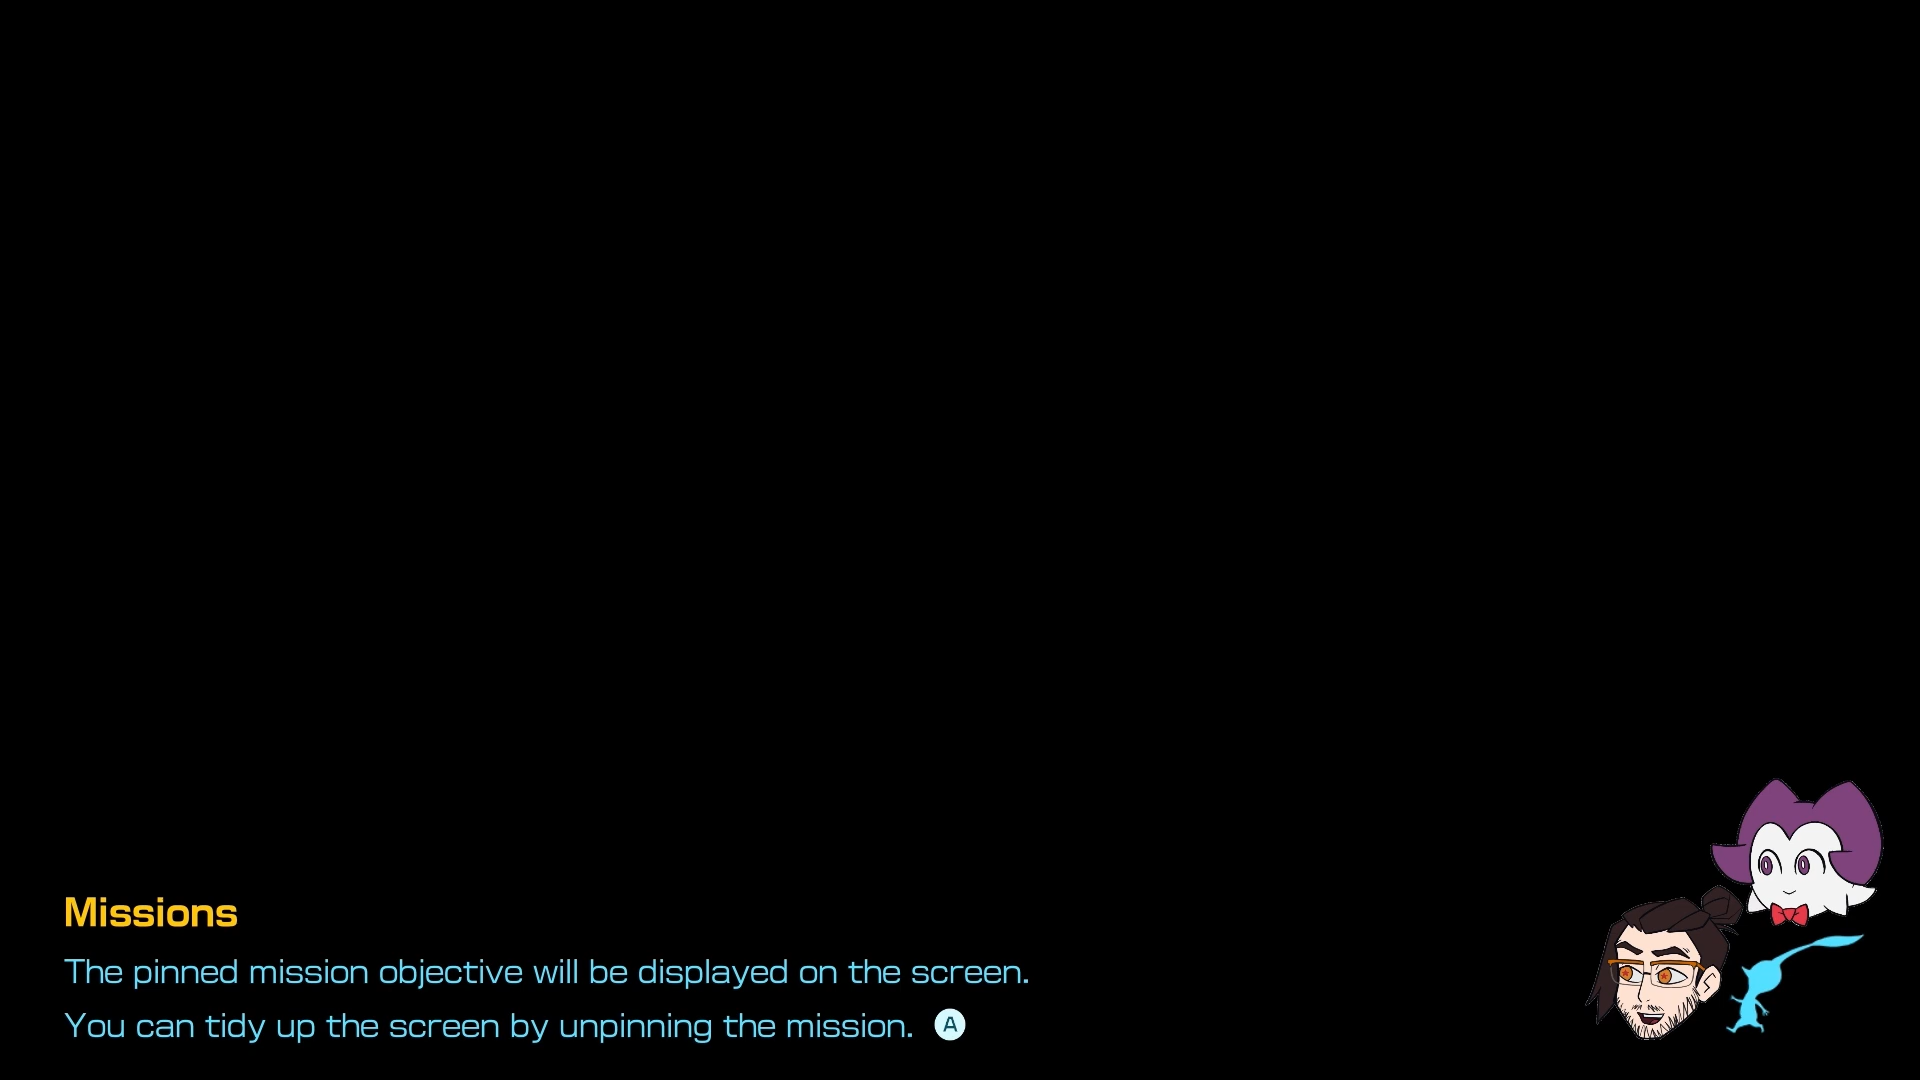 Missions
The pinned mission objective will be displayed on the screen.
You can tidy up the screen by unpinning the mission. A